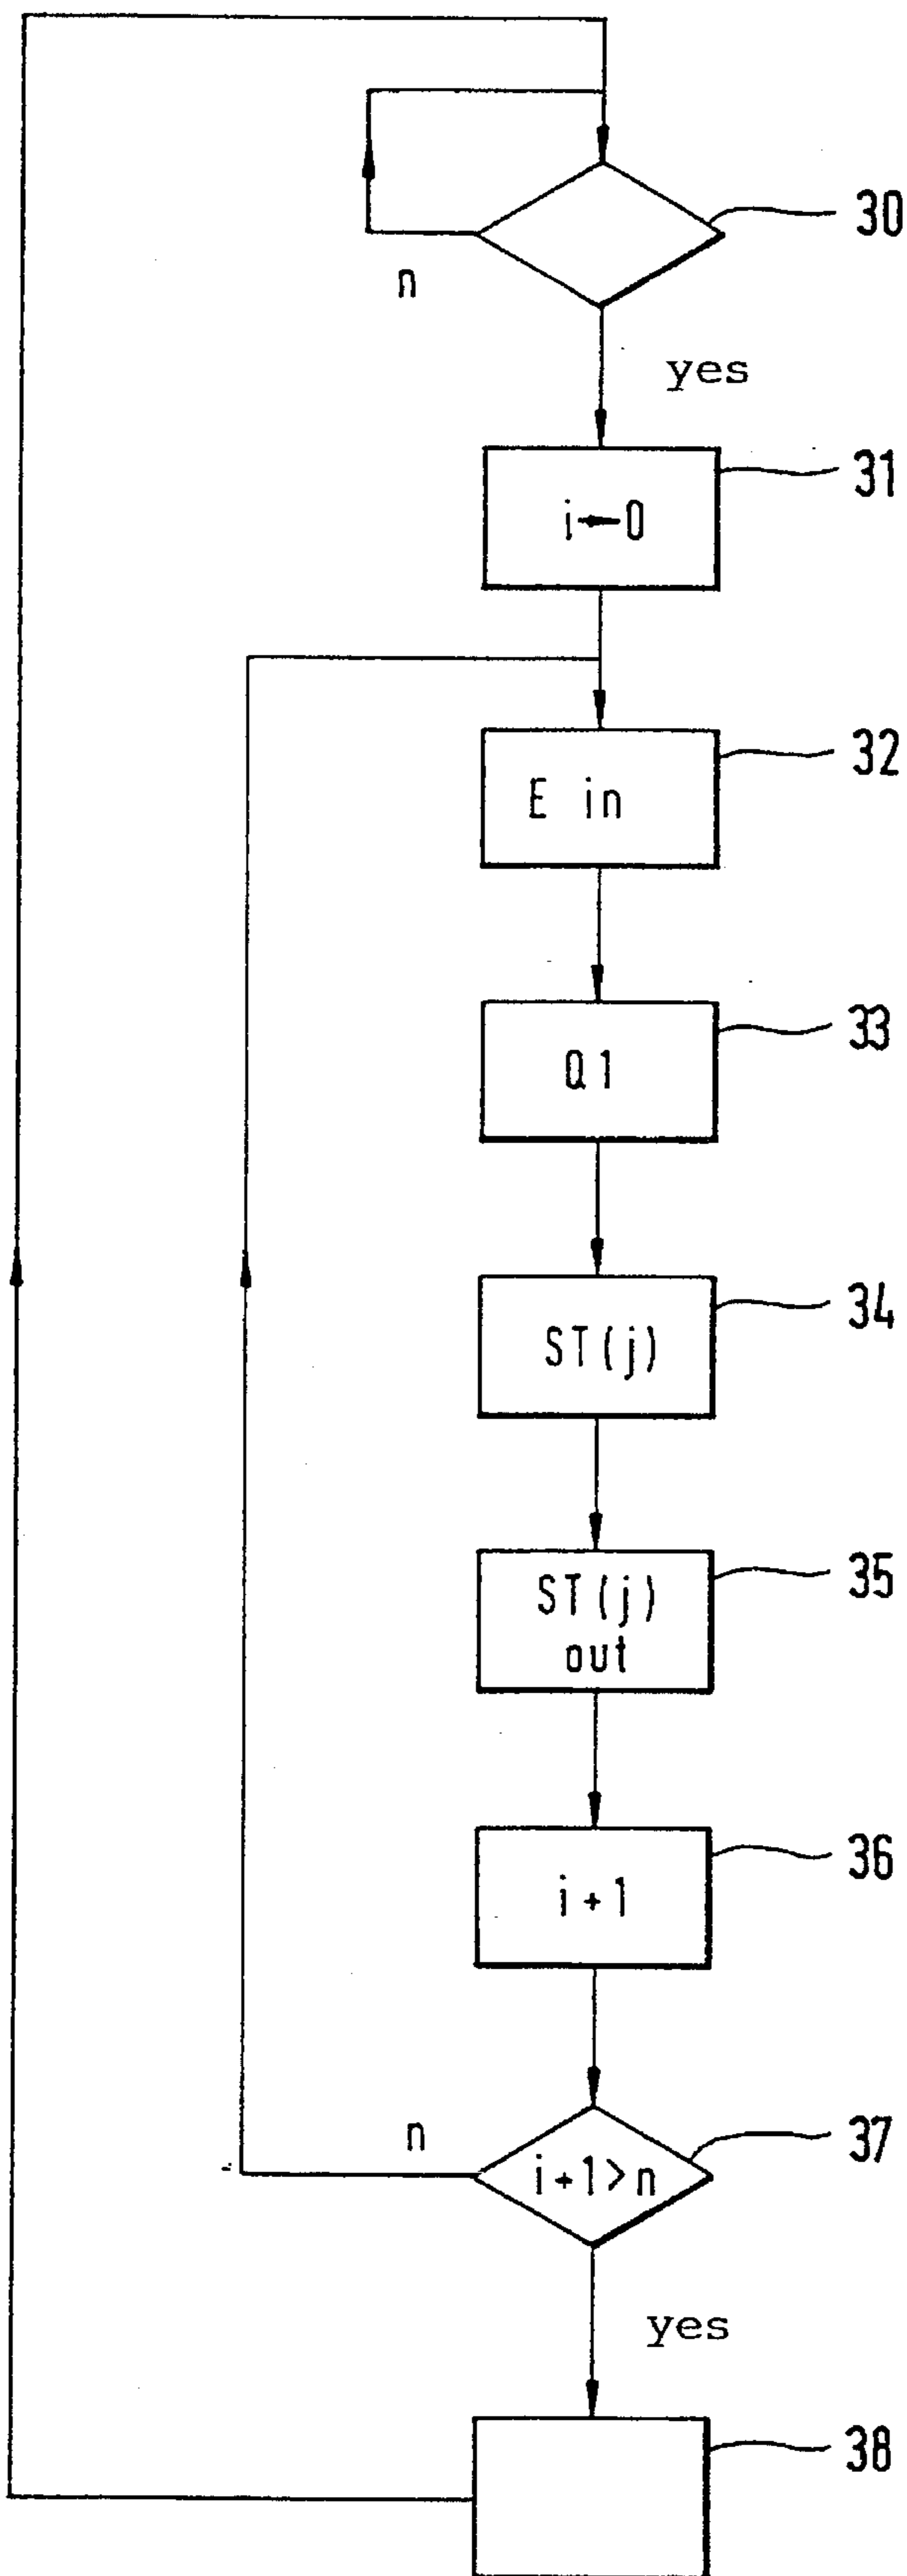 30
n
yes
31
i←0
32
E in
33
Q1
34
ST(j)
35
ST(j)
out
36
i+1
n
37
i+1>n
yes
38